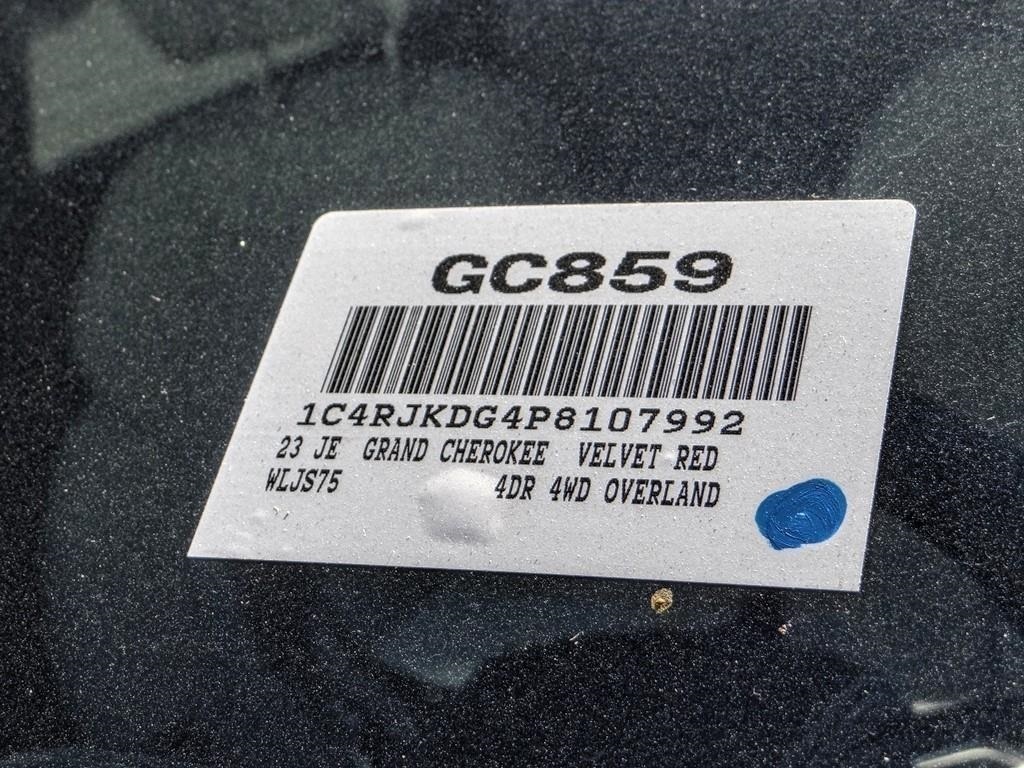 GC859
1C4RJKDG4P8107992
23 JE GRAND CHEROKEE VELVET RED
WLJS75 4DR 4WD OVERLAND